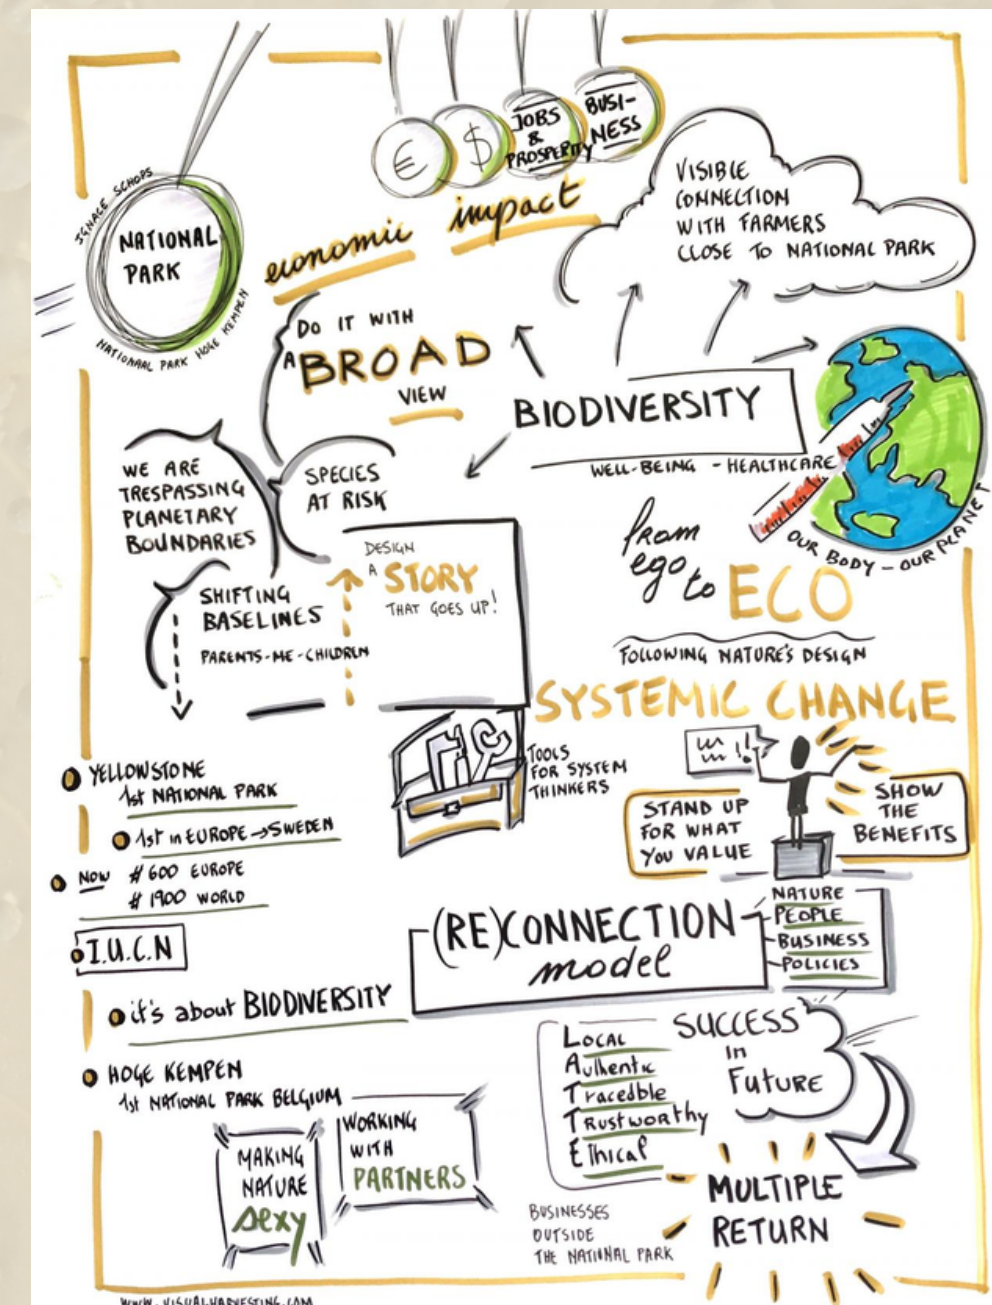 IGNACE SCHOPS
NATIONAL
PARK
NATIONAAL PARK HOGE KEMPEN
€
$
JOBS
&
PROSPERITY
BUSI-
NESS
economic impact
VISIBLE
CONNECTION
WITH FARMERS
CLOSE TO NATIONAL PARK
DO IT WITH
A BROAD
VIEW
BIODIVERSITY
WELL-BEING - HEALTHCARE
OUR BODY - OUR PLANET
WE ARE
TRESPASSING
PLANETARY
BOUNDARIES
SPECIES
AT RISK
SHIFTING
BASELINES
PARENTS-ME-CHILDREN
DESIGN
A STORY
THAT GOES UP!
from
ego
to ECO
FOLLOWING NATURE'S DESIGN
SYSTEMIC CHANGE
TOOLS
FOR SYSTEM
THINKERS
STAND UP
FOR WHAT
YOU VALUE
SHOW
THE
BENEFITS
YELLOWSTONE
1st NATIONAL PARK
1st in EUROPE → SWEDEN
NOW # 600 EUROPE
# 1900 WORLD
I.U.C.N
it's about BIODIVERSITY
HOGE KEMPEN
1st NATIONAL PARK BELGIUM
MAKING
NATURE
sexy
WORKING
WITH
PARTNERS
(RE)CONNECTION
model
NATURE
PEOPLE
BUSINESS
POLICIES
LOCAL
Authentic
Traceable
Trustworthy
Ethical
BUSINESSES
OUTSIDE
THE NATIONAL PARK
SUCCESS
in
FUTURE
MULTIPLE
RETURN
WWW.VISUALHARVESTING.COM